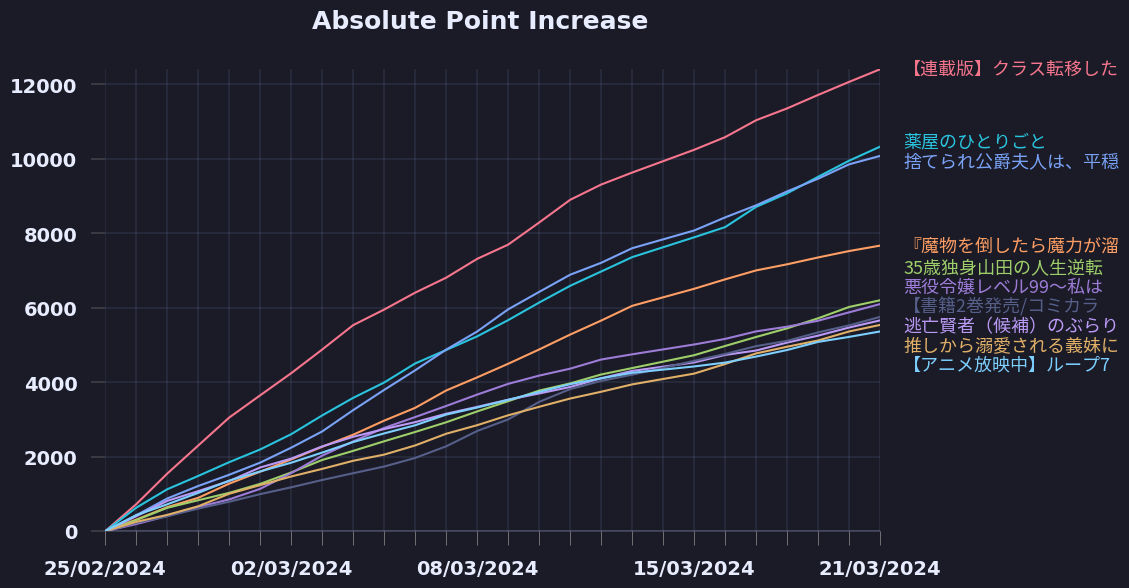 Absolute Point Increase
12000
10000
8000
6000
4000
2000
0
25/02/2024
02/03/2024
08/03/2024
15/03/2024
21/03/2024
【連載版】クラス転移した
薬屋のひとりごと
捨てられ公爵夫人は、平穏
『魔物を倒したら魔力が溜
35歳独身山田の人生逆転
悪役令嬢レベル99～私は
【書籍2巻発売/コミカラ
逃亡賢者（候補）のぶらり
推しから溺愛される義妹に
【アニメ放映中】ループ7